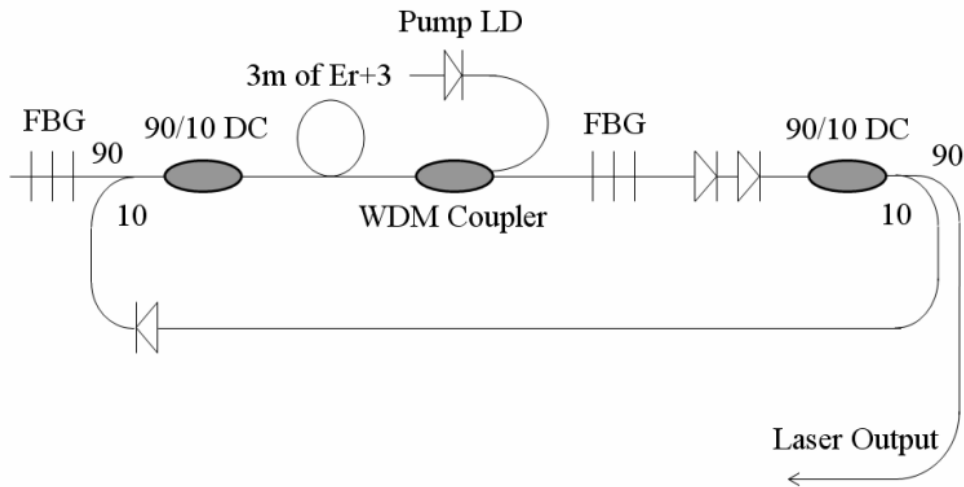 Pump LD
3m of Er+3
FBG
90/10 DC
FBG
90/10 DC
90
90
10
WDM Coupler
10
Laser Output